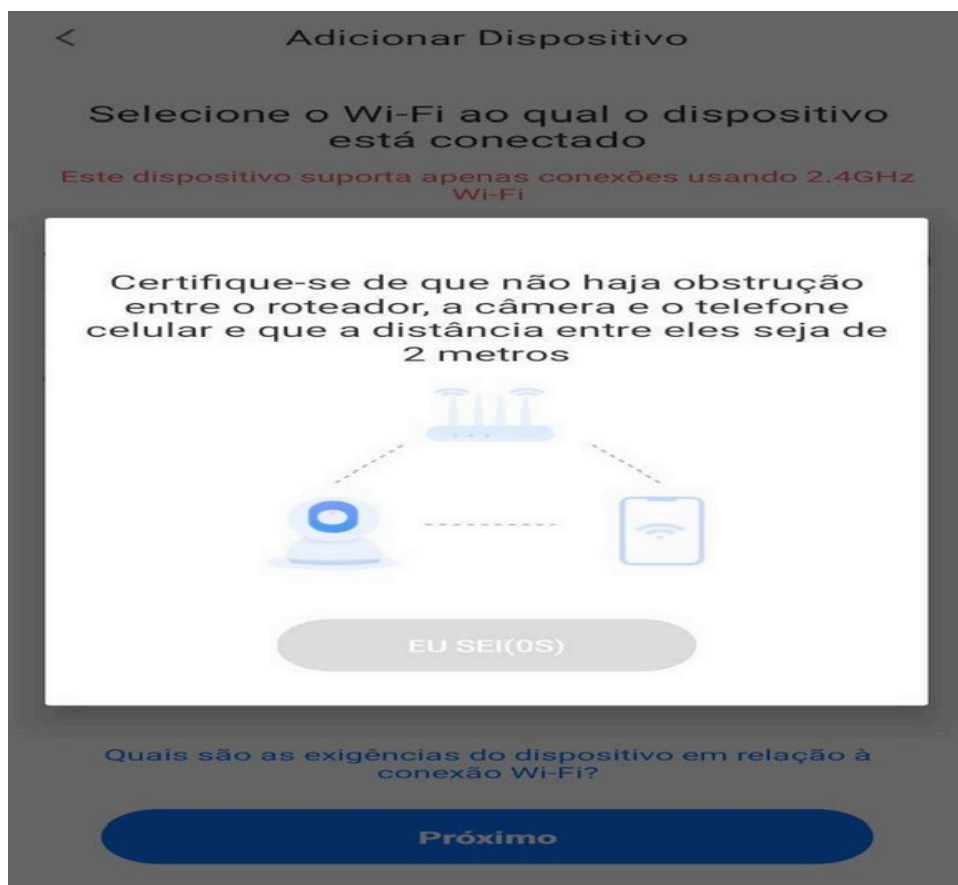 Adicionar Dispositivo
Selecione o Wi-Fi ao qual o dispositivo
está conectado
Este dispositivo suporta apenas conexões usando 2.4GHz
Wi-Fi
Certifique-se de que não haja obstrução
entre o roteador, a câmera e o telefone
celular e que a distância entre eles seja de
2 metros
EU SEI(0S)
Quais são as exigências do dispositivo em relação à
conexão Wi-Fi?
Próximo